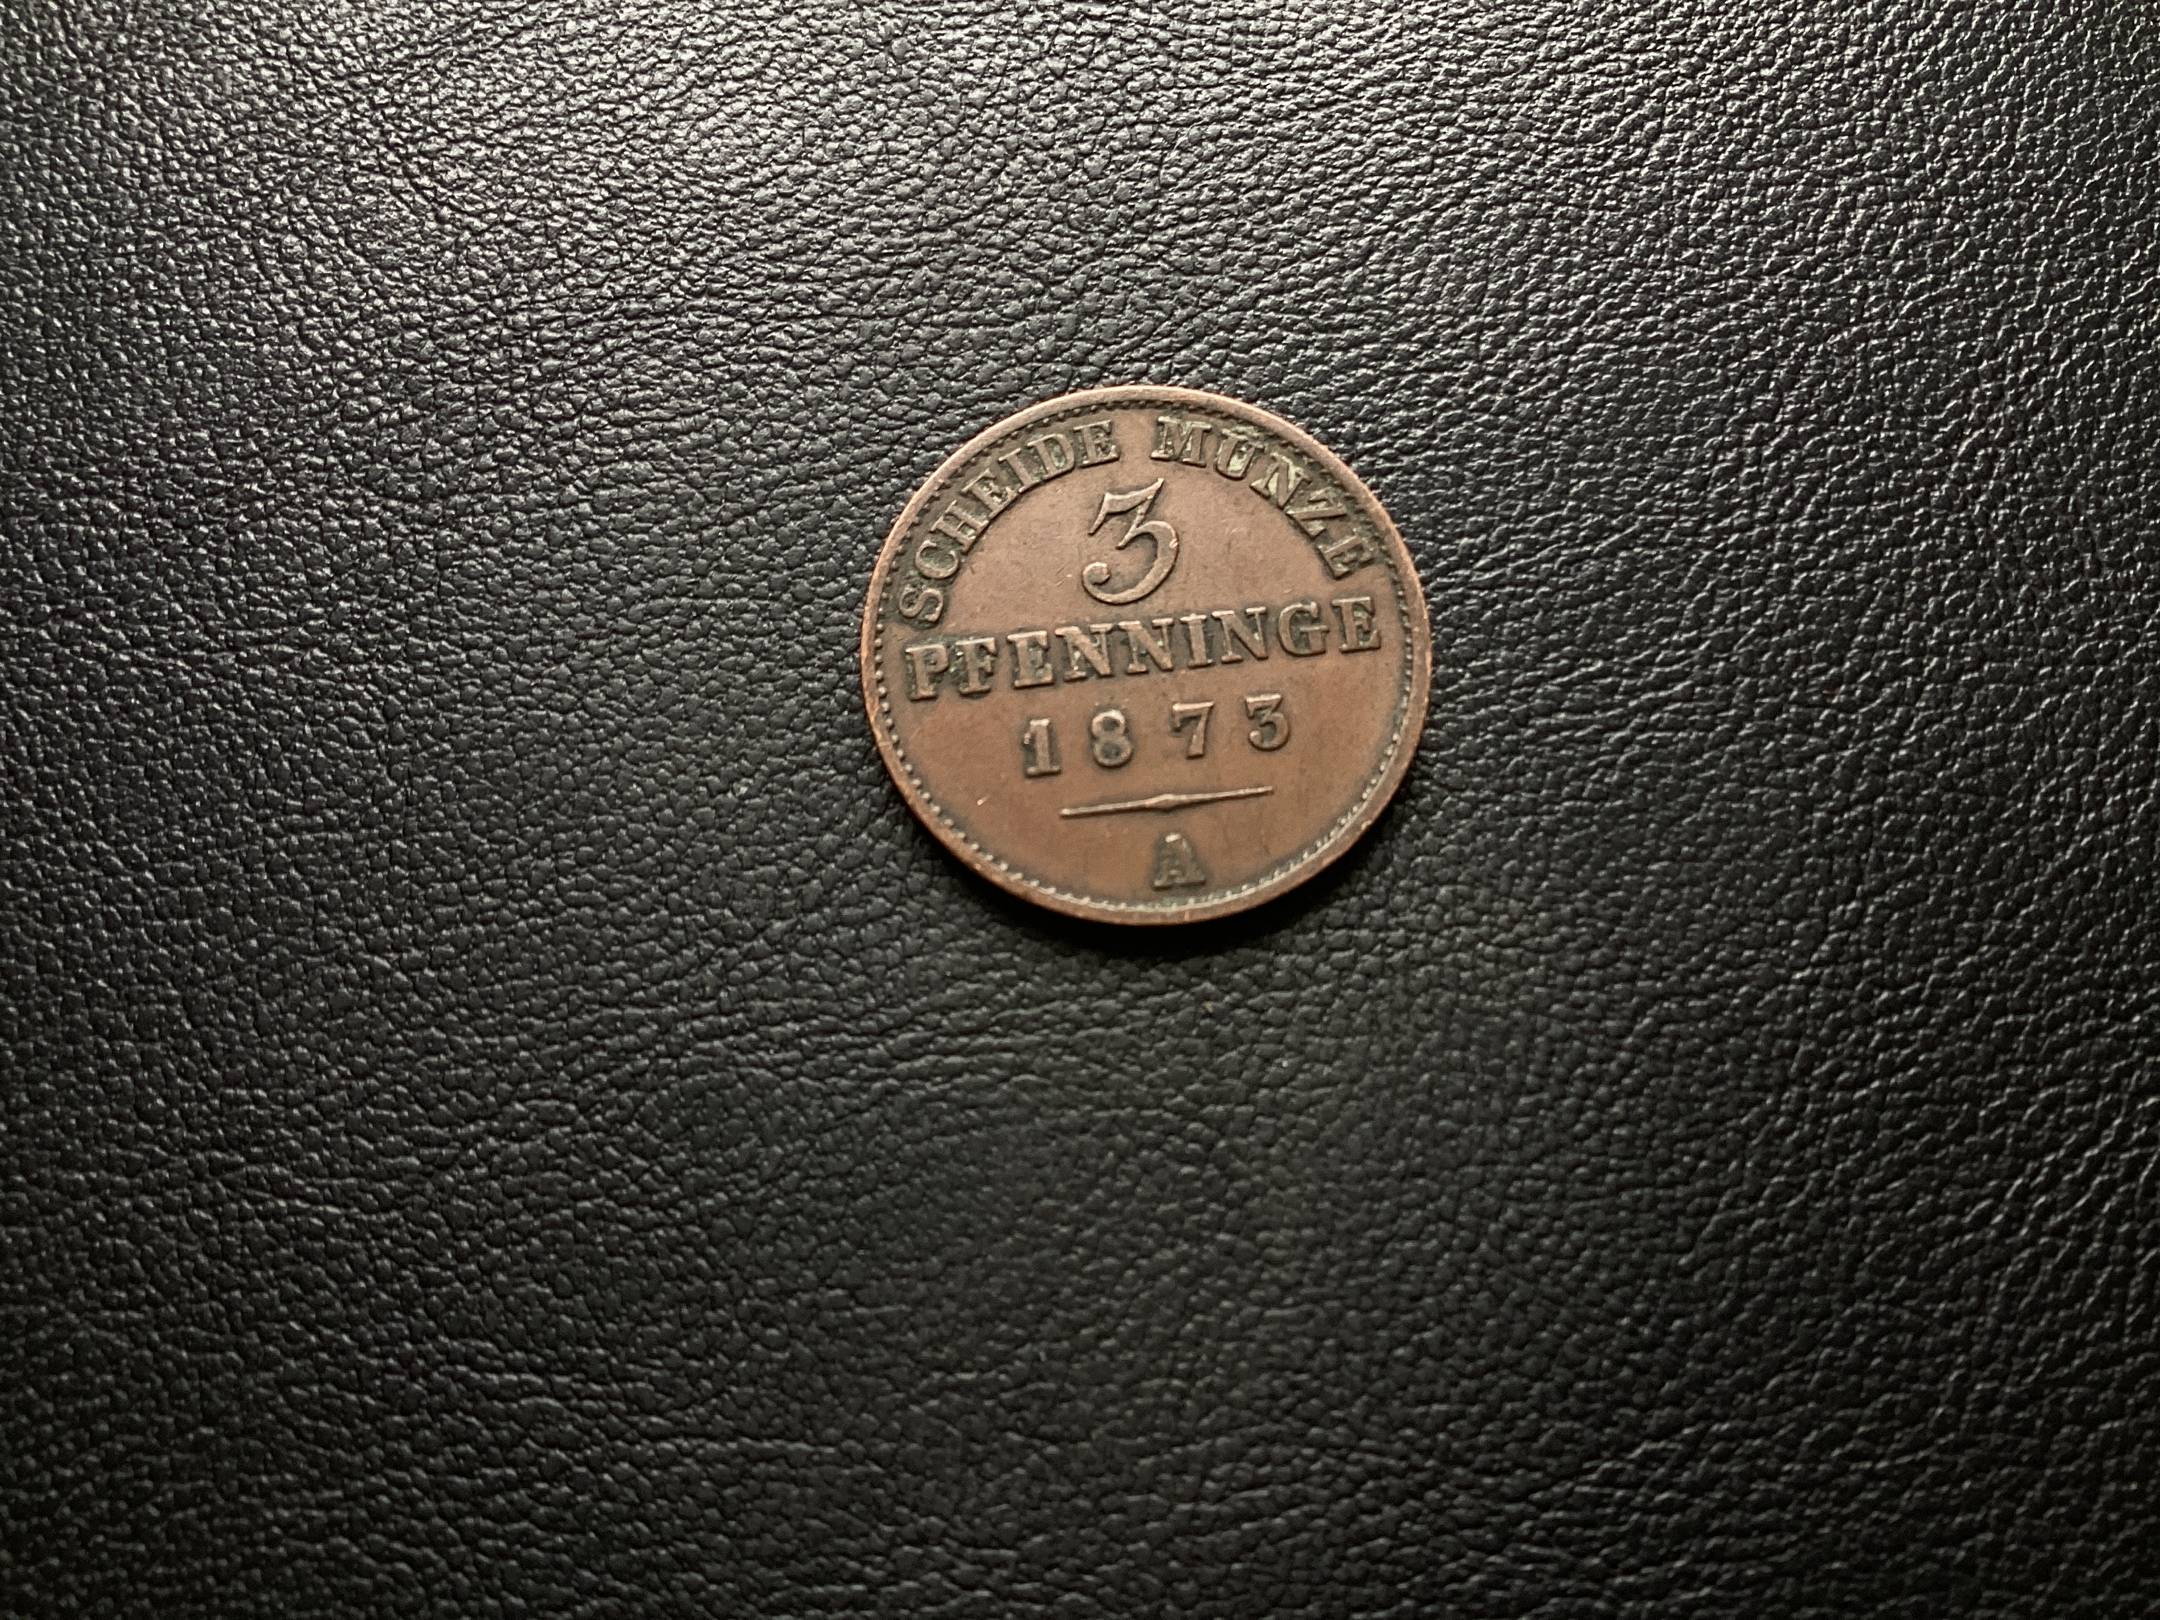 SCHEIDE MÜNZE
3
PFENNINGE
1873
A